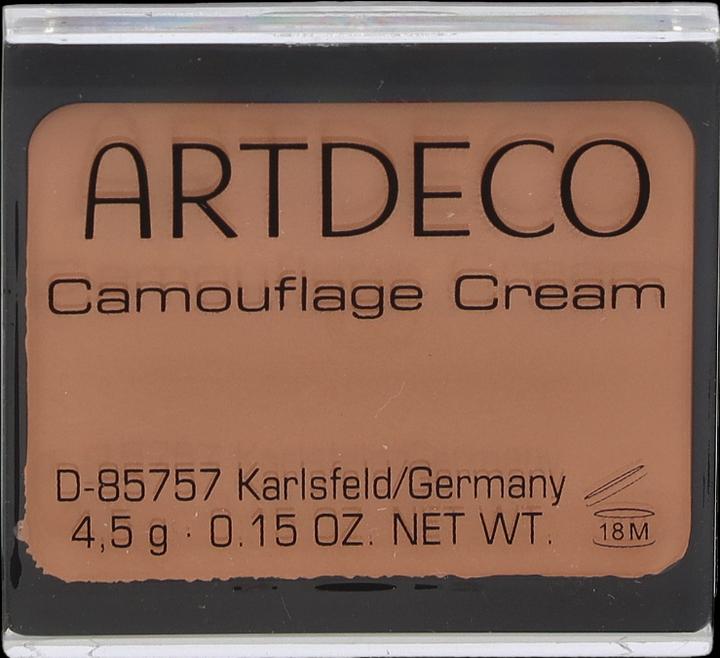 ARTDECO
Camouflage Cream
D-85757 Karlsfeld/Germany
4,5 g · 0.15 OZ. NET WT.
18M